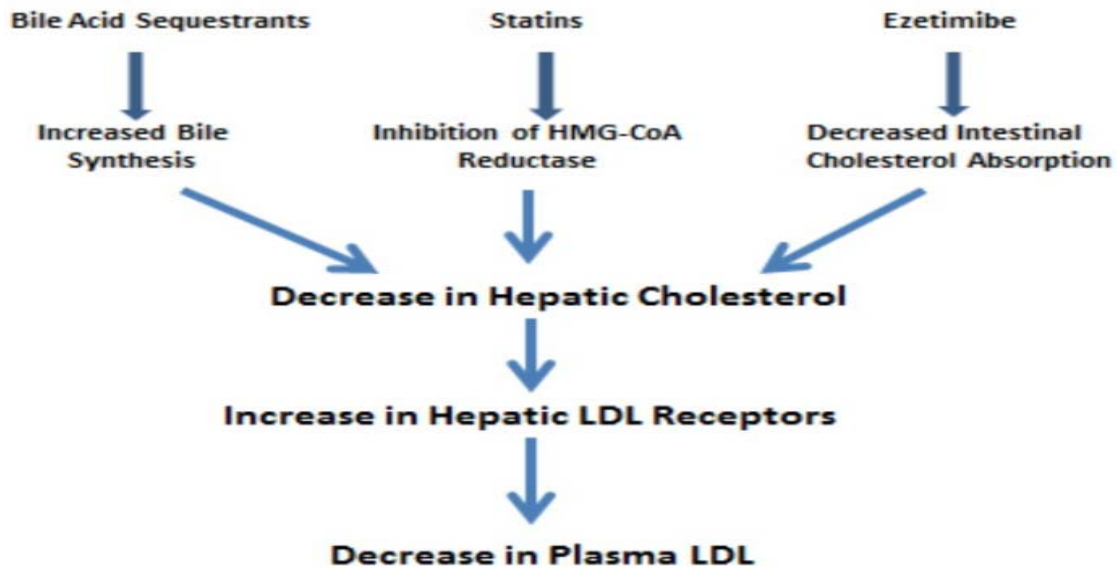 Bile Acid Sequestrants
Statins
Ezetimibe
Increased Bile
Synthesis
Inhibition of HMG-CoA
Reductase
Decreased Intestinal
Cholesterol Absorption
Decrease in Hepatic Cholesterol
Increase in Hepatic LDL Receptors
Decrease in Plasma LDL